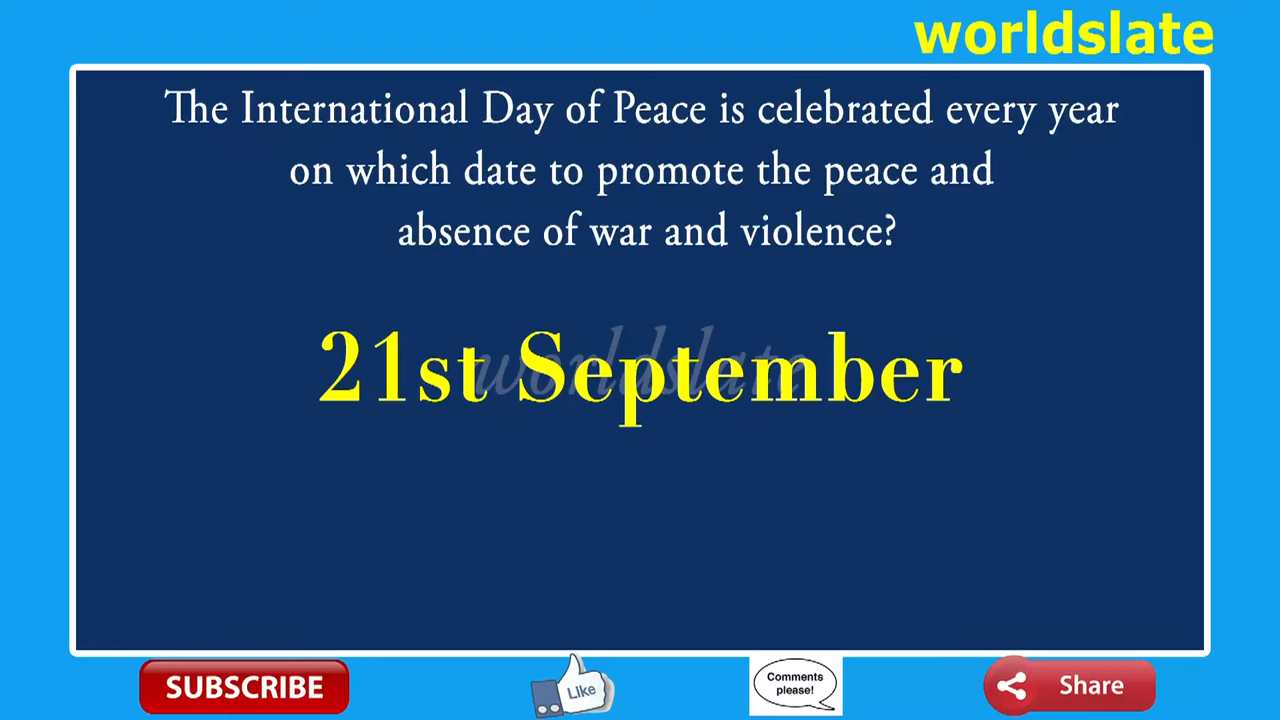 worldslate
The International Day of Peace is celebrated every year
on which date to promote the peace and
absence of war and violence?
worldslate
21st September
SUBSCRIBE
Like
Comments
please!
Share